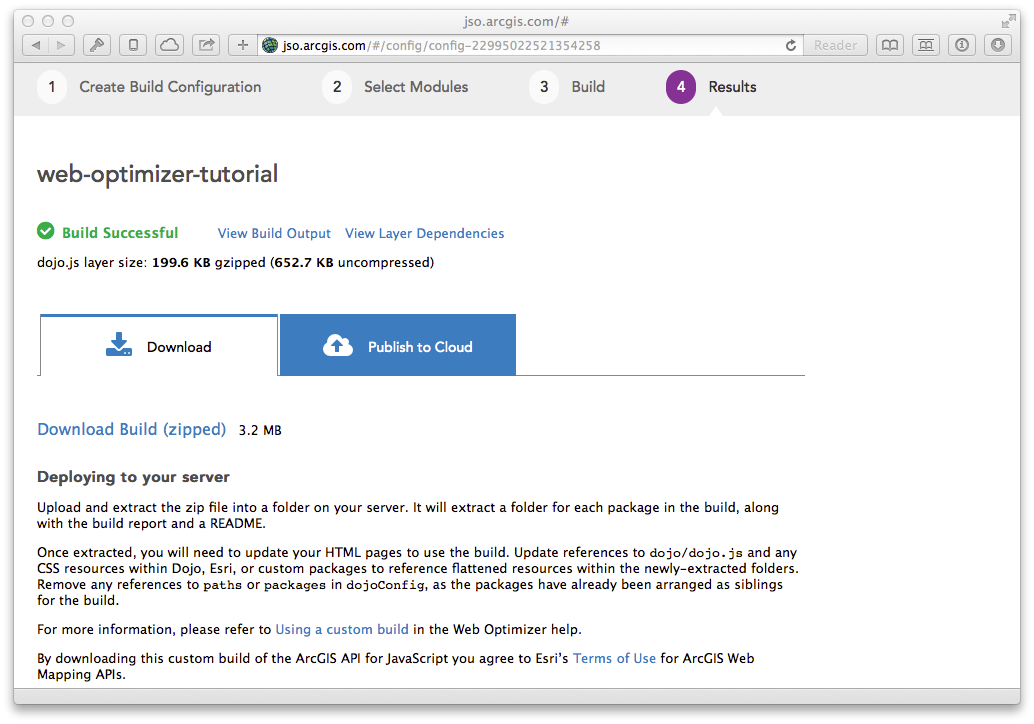 jso.arcgis.com/#
jso.arcgis.com/#/config/config-22995022521354258
Reader
1 Create Build Configuration 2 Select Modules 3 Build 4 Results
web-optimizer-tutorial
Build Successful View Build Output View Layer Dependencies
dojo.js layer size: 199.6 KB gzipped (652.7 KB uncompressed)
Download Publish to Cloud
Download Build (zipped) 3.2 MB
Deploying to your server
Upload and extract the zip file into a folder on your server. It will extract a folder for each package in the build, along
with the build report and a README.
Once extracted, you will need to update your HTML pages to use the build. Update references to dojo/dojo.js and any
CSS resources within Dojo, Esri, or custom packages to reference flattened resources within the newly-extracted folders.
Remove any references to paths or packages in dojoConfig, as the packages have already been arranged as siblings
for the build.
For more information, please refer to Using a custom build in the Web Optimizer help.
By downloading this custom build of the ArcGIS API for JavaScript you agree to Esri's Terms of Use for ArcGIS Web
Mapping APIs.